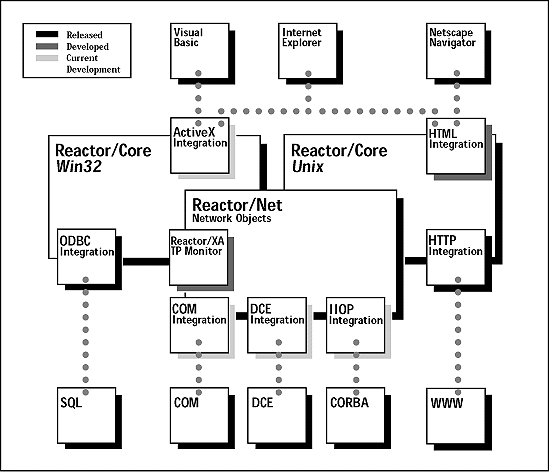 Released
Developed
Current
Development
Visual
Basic
Internet
Explorer
Netscape
Navigator
ActiveX
Integration
HTML
Integration
Reactor/Core
Win32
Reactor/Core
Unix
Reactor/Net
Network Objects
ODBC
Integration
Reactor/XA
TP Monitor
HTTP
Integration
COM
Integration
DCE
Integration
IIOP
Integration
SQL
COM
DCE
CORBA
WWW